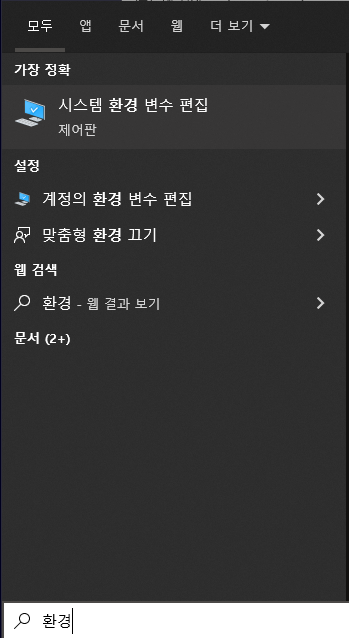 모두 앱 문서 웹 더 보기
가장 정확
시스템 환경 변수 편집
제어판
설정
계정의 환경 변수 편집
맞춤형 환경 끄기
웹 검색
환경 - 웹 결과 보기
문서 (2+)
환경